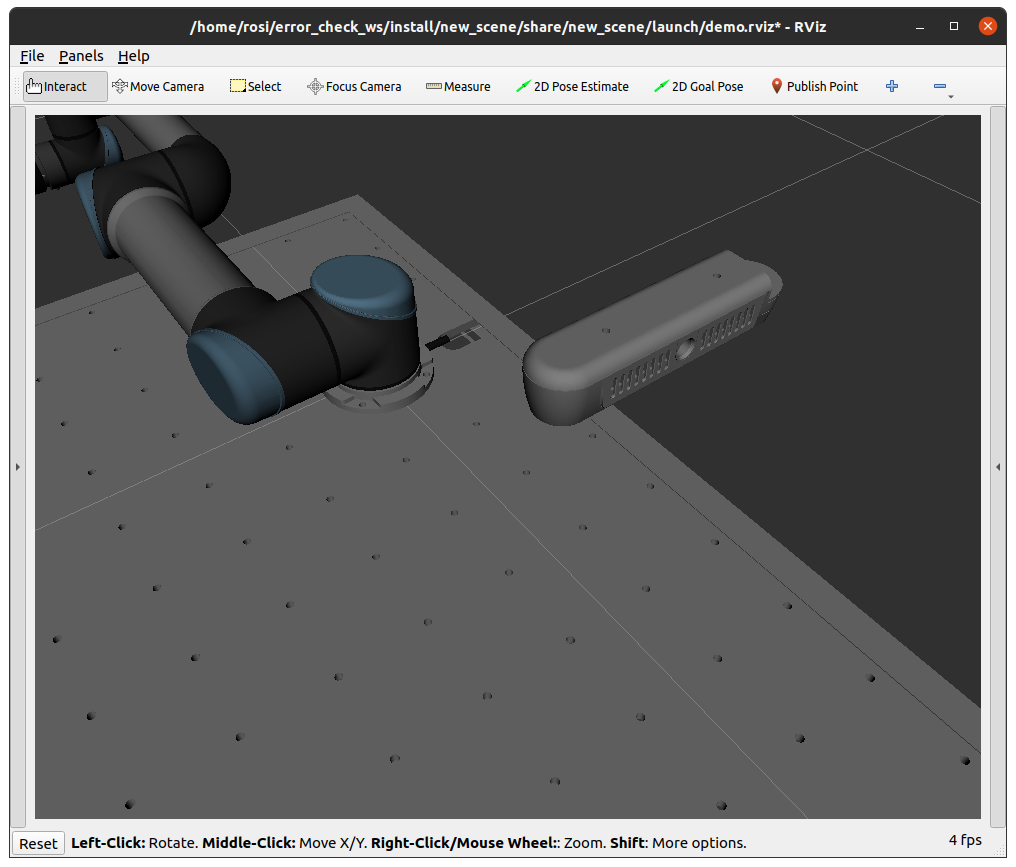 /home/rosi/error_check_ws/install/new_scene/share/new_scene/launch/demo.rviz* - RViz
File Panels Help
Interact Move Camera Select Focus Camera Measure 2D Pose Estimate 2D Goal Pose Publish Point
Reset Left-Click: Rotate. Middle-Click: Move X/Y. Right-Click/Mouse Wheel:: Zoom. Shift: More options. 4 fps